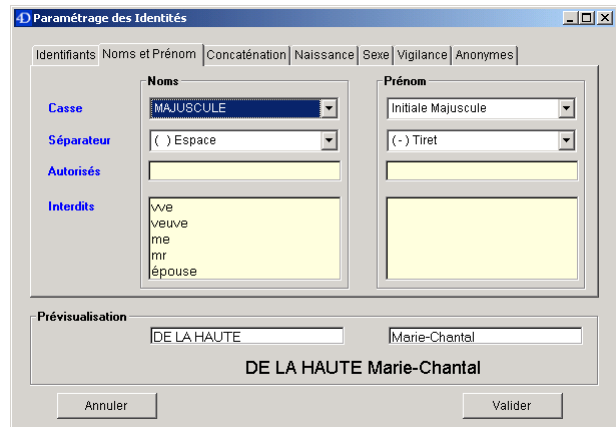 Paramétrage des Identités
Identifiants Noms et Prénom Concaténation Naissance Sexe Vigilance Anonymes
Noms Prénom
Casse MAJUSCULE Initiale Majuscule
Séparateur ( ) Espace (-) Tiret
Autorisés
Interdits
vve
veuve
me
mr
épouse
Prévisualisation
DE LA HAUTE Marie-Chantal
DE LA HAUTE Marie-Chantal
Annuler Valider